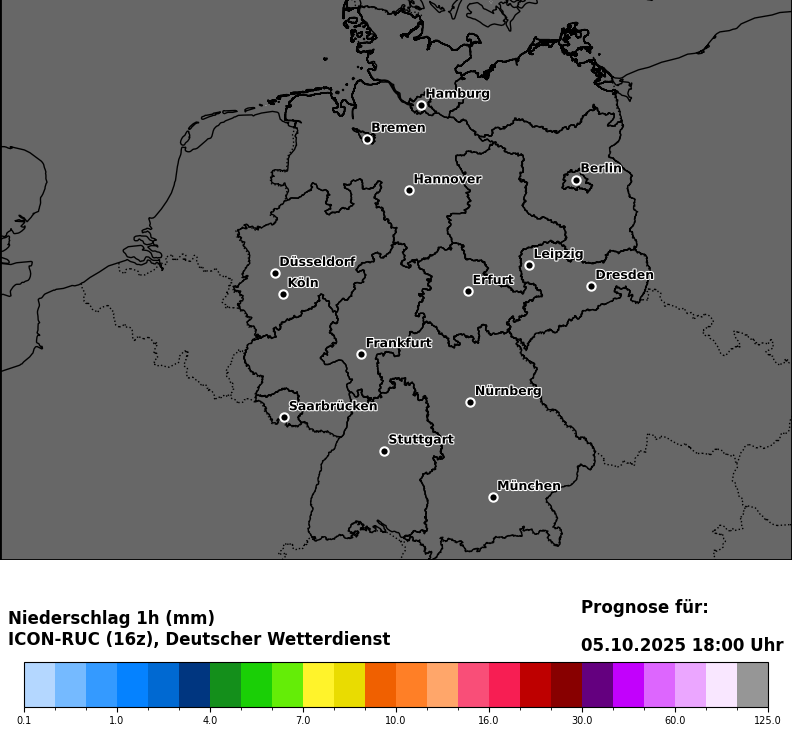 Hamburg
Bremen
Berlin
Hannover
Leipzig
Düsseldorf
Dresden
Erfurt
Köln
Frankfurt
Nürnberg
Saarbrücken
Stuttgart
München
Prognose für:
Niederschlag 1h (mm)
ICON-RUC (16z), Deutscher Wetterdienst
05.10.2025 18:00 Uhr
0.1 1.0 4.0 7.0 10.0 16.0 30.0 60.0 125.0